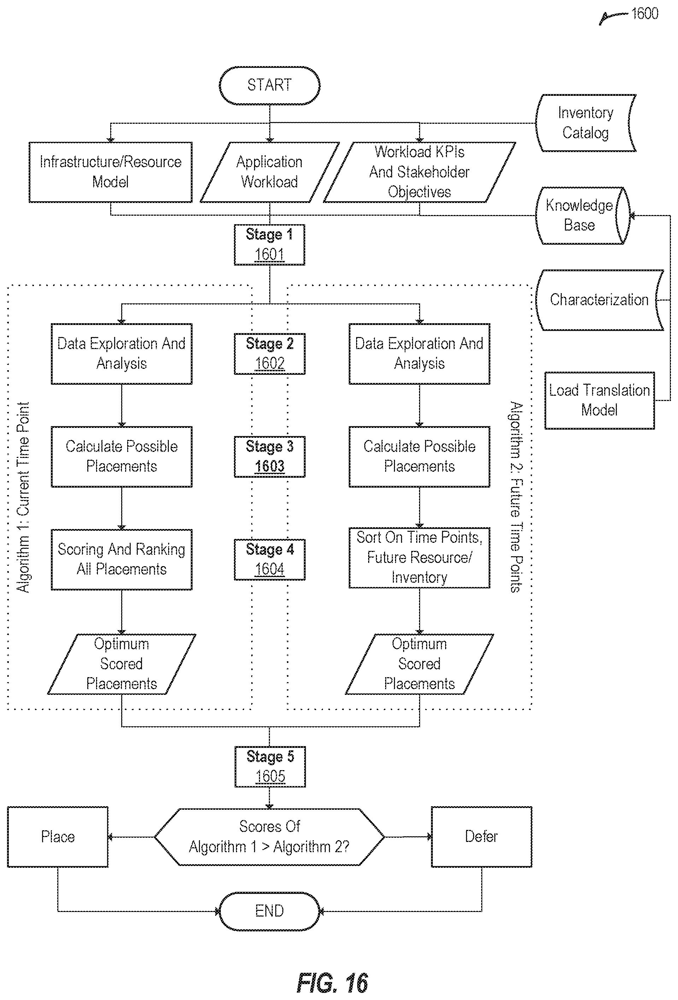 1600
START
Inventory
Catalog
Infrastructure/Resource
Model
Application
Workload
Workload KPIs
And Stakeholder
Objectives
Knowledge
Base
Stage 1
1601
Characterization
Load Translation
Model
Algorithm 1: Current Time Point
Data Exploration And
Analysis
Stage 2
1602
Data Exploration And
Analysis
Calculate Possible
Placements
Stage 3
1603
Calculate Possible
Placements
Scoring And Ranking
All Placements
Stage 4
1604
Sort On Time Points,
Future Resource/
Inventory
Algorithm 2: Future Time Points
Optimum
Scored
Placements
Optimum
Scored
Placements
Stage 5
1605
Place
Scores Of
Algorithm 1 > Algorithm 2?
Defer
END
FIG. 16